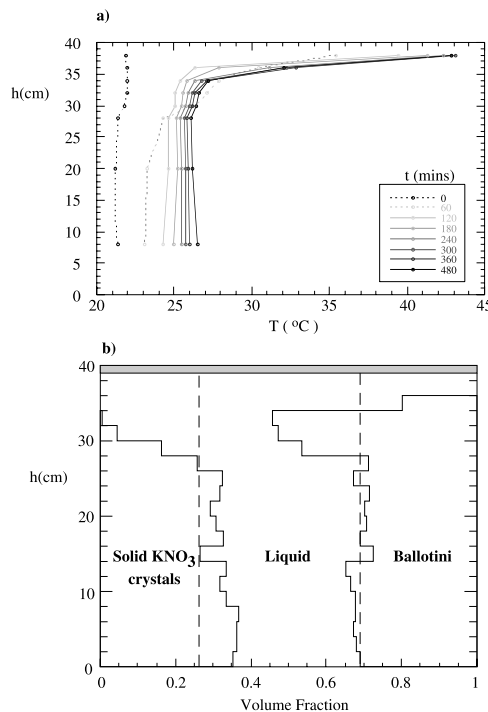 a)
40
35
30
25
20
15
10
5
0
h(cm)
t (mins)
0
60
120
180
240
300
360
480
20 25 30 35 40 45
T ( °C )
b)
40
30
20
10
0
h(cm)
Solid KNO3
crystals
Liquid
Ballotini
0 0.2 0.4 0.6 0.8 1
Volume Fraction